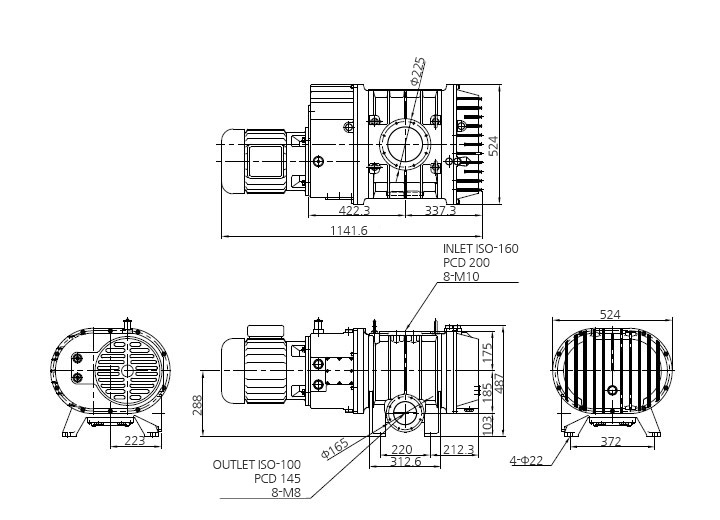 Φ225
524
422.3
337.3
1141.6
INLET ISO-160
PCD 200
8-M10
524
175
487
185
288
103
223
Φ165
220
212.3
312.6
372
OUTLET ISO-100
PCD 145
8-M8
4-Φ22